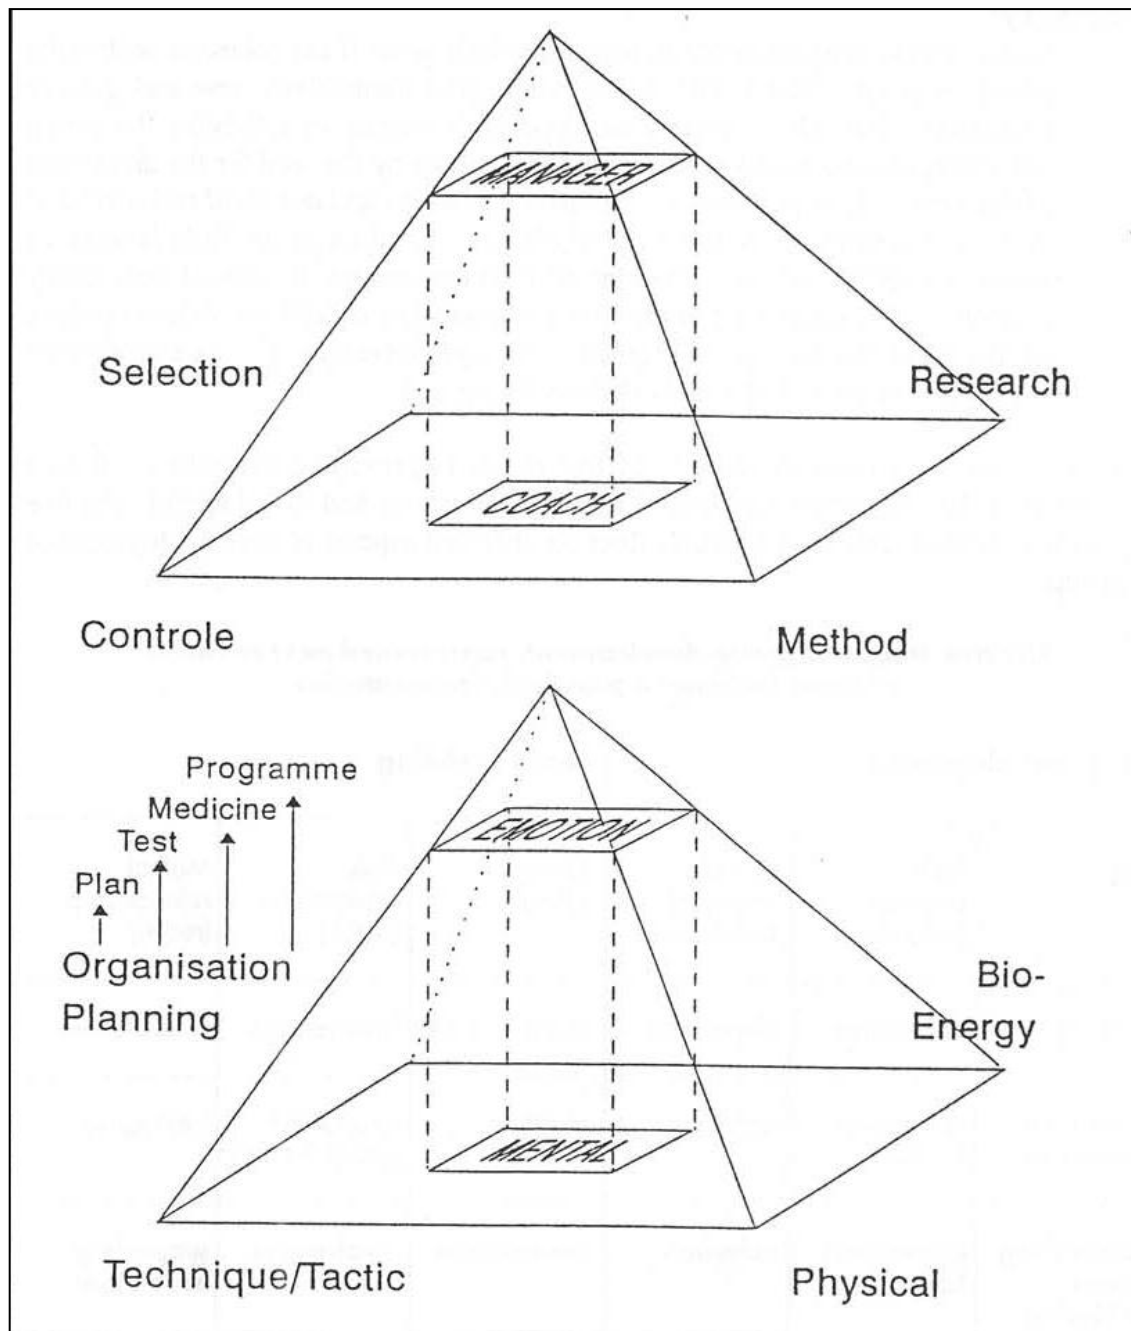 MANAGER
Selection
Research
COACH
Controle
Method
Programme
Medicine
Test
Plan
EMOTION
Organisation
Planning
Bio-
Energy
MENTAL
Technique/Tactic
Physical